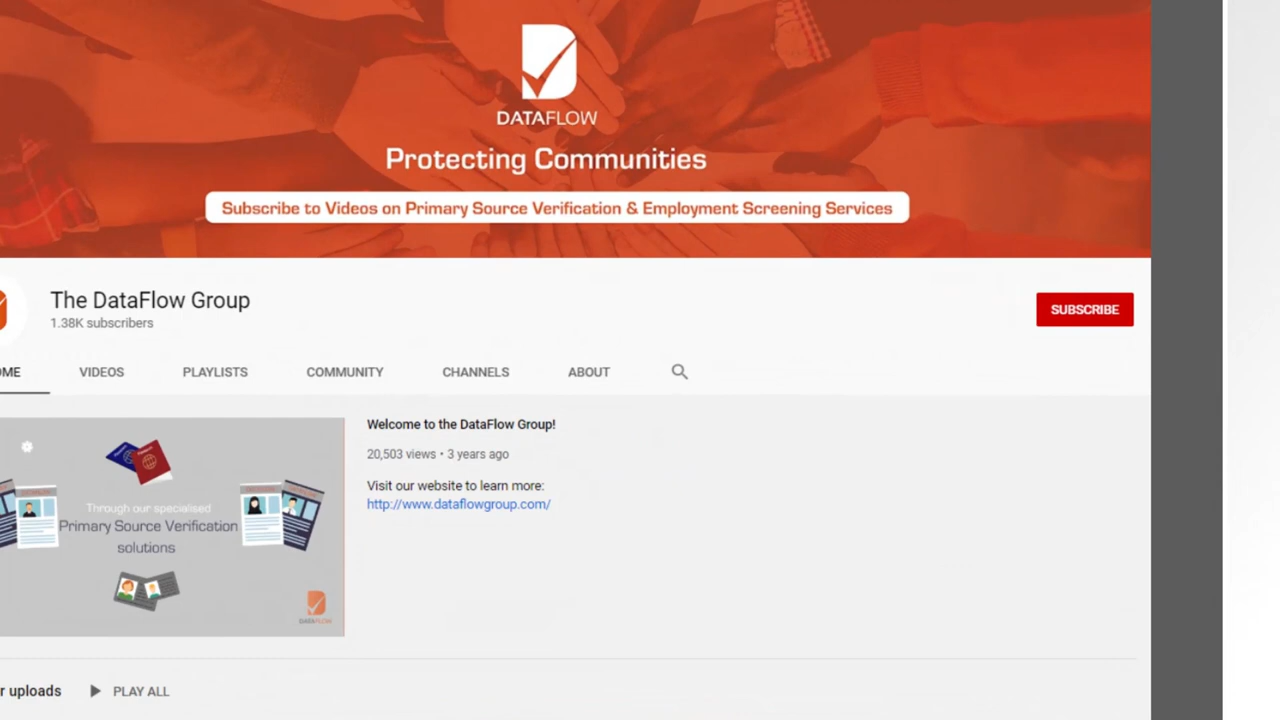 DATAFLOW
Protecting Communities
Subscribe to Videos on Primary Source Verification & Employment Screening Services
The DataFlow Group
1.38K subscribers
SUBSCRIBE
OME VIDEOS PLAYLISTS COMMUNITY CHANNELS ABOUT
Welcome to the DataFlow Group!
20,503 views • 3 years ago
Visit our website to learn more:
http://www.dataflowgroup.com/
Through our specialised
Primary Source Verification
solutions
DATAFLOW
r uploads PLAY ALL